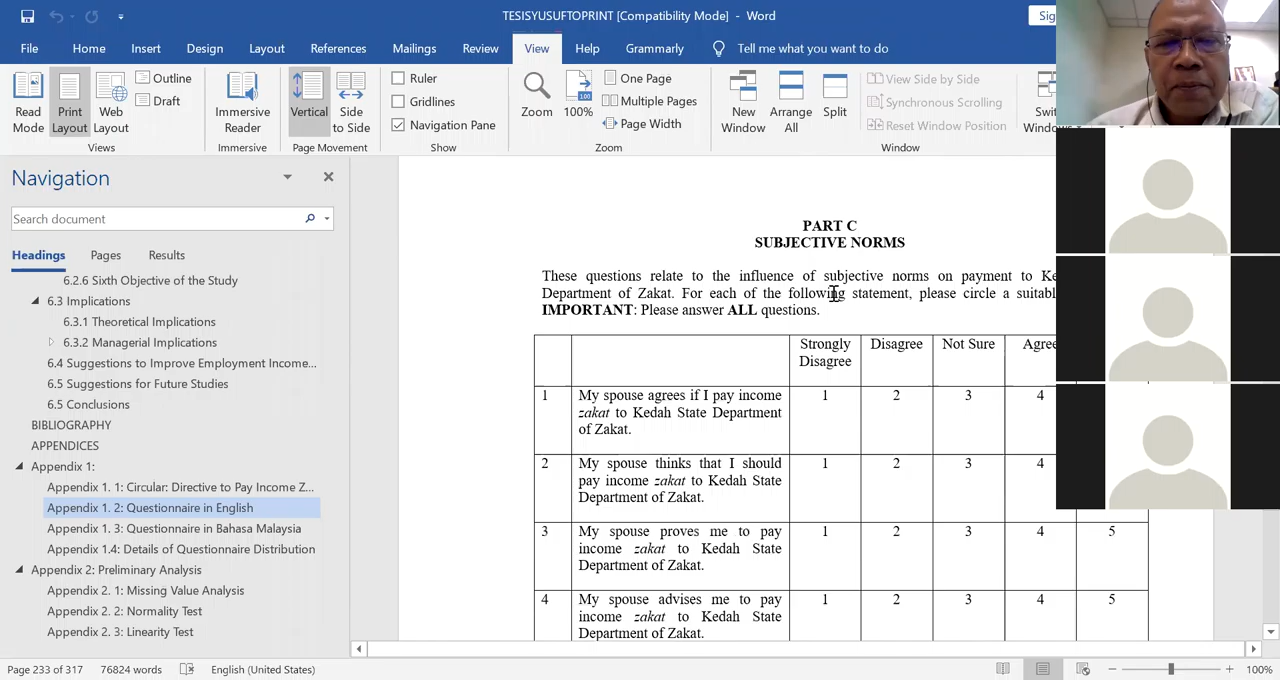 TESISYUSUFTOPRINT [Compatibility Mode] - Word
Sig
File Home Insert Design Layout References Mailings Review View Help Grammarly Tell me what you want to do
Read Mode
Print Layout
Web Layout
Outline
Draft
Views
Immersive Reader
Immersive
Vertical
Side to Side
Page Movement
Ruler
Gridlines
Navigation Pane
Show
Zoom
100
100%
One Page
Multiple Pages
Page Width
Zoom
New Window
Arrange All
Split
View Side by Side
Synchronous Scrolling
Reset Window Position
Window
Navigation
Search document
Headings Pages Results
6.2.6 Sixth Objective of the Study
6.3 Implications
6.3.1 Theoretical Implications
6.3.2 Managerial Implications
6.4 Suggestions to Improve Employment Income...
6.5 Suggestions for Future Studies
6.5 Conclusions
BIBLIOGRAPHY
APPENDICES
Appendix 1:
Appendix 1. 1: Circular: Directive to Pay Income Z...
Appendix 1. 2: Questionnaire in English
Appendix 1. 3: Questionnaire in Bahasa Malaysia
Appendix 1.4: Details of Questionnaire Distribution
Appendix 2: Preliminary Analysis
Appendix 2. 1: Missing Value Analysis
Appendix 2. 2: Normality Test
Appendix 2. 3: Linearity Test
PART C
SUBJECTIVE NORMS
These questions relate to the influence of subjective norms on payment to Ke
Department of Zakat. For each of the following statement, please circle a suitabl
IMPORTANT: Please answer ALL questions.
Strongly Disagree Disagree Not Sure Agree
1 My spouse agrees if I pay income 1 2 3 4
zakat to Kedah State Department
of Zakat.
2 My spouse thinks that I should 1 2 3 4
pay income zakat to Kedah State
Department of Zakat.
3 My spouse proves me to pay 1 2 3 4 5
income zakat to Kedah State
Department of Zakat.
4 My spouse advises me to pay 1 2 3 4 5
income zakat to Kedah State
Department of Zakat.
Page 233 of 317 76824 words English (United States) 100%